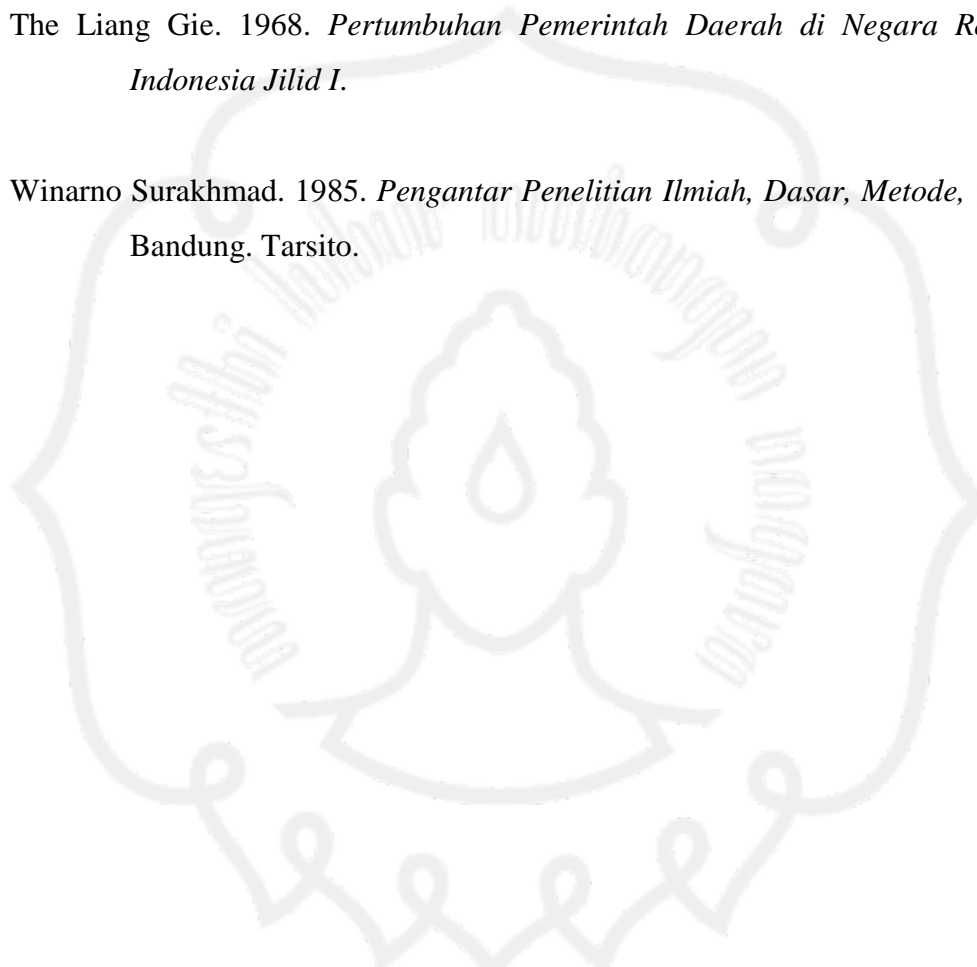 The Liang Gie. 1968. Pertumbuhan Pemerintah Daerah di Negara
Indonesia Jilid I.
Winarno Surakhmad. 1985. Pengantar Penelitian Ilmiah, Dasar, Metode,
Bandung. Tarsito.